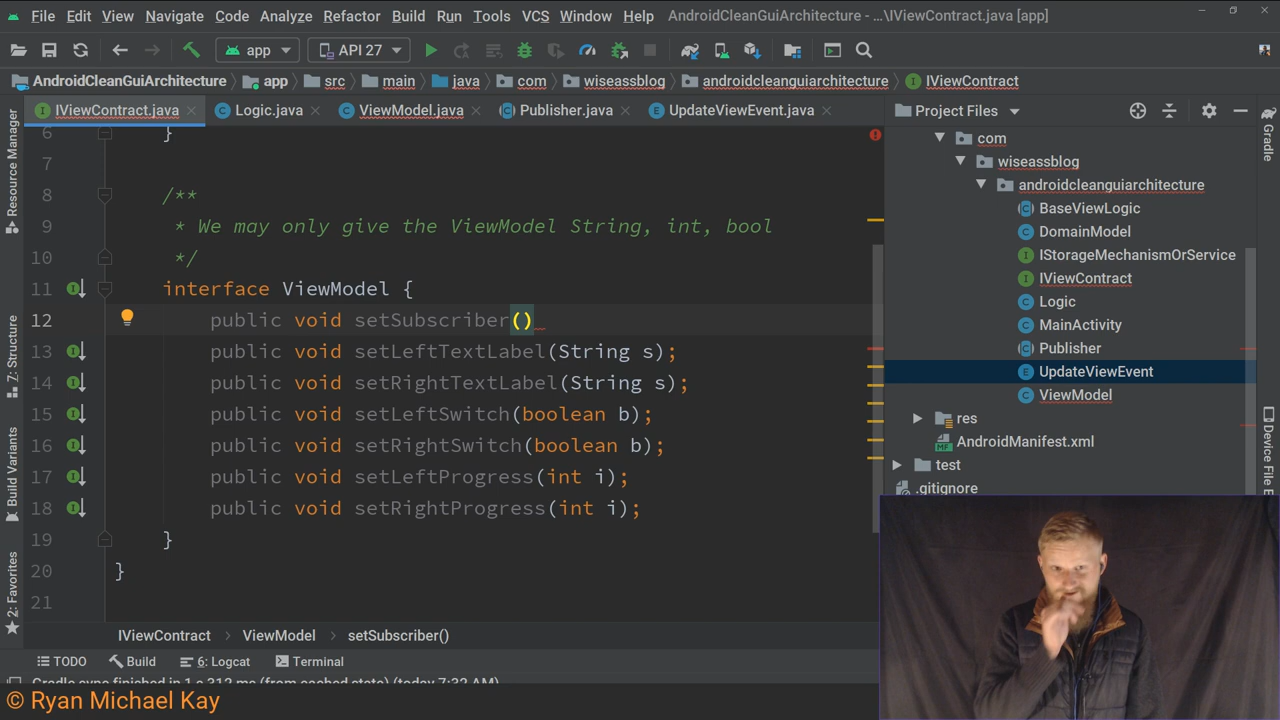 File Edit View Navigate Code Analyze Refactor Build Run Tools VCS Window Help AndroidCleanGuiArchitecture - ...\IViewContract.java [app]
app API 27
AndroidCleanGuiArchitecture app src main java com wiseassblog androidcleanguiarchitecture IViewContract
IViewContract.java Logic.java ViewModel.java Publisher.java UpdateViewEvent.java Project Files
Resource Manager
7: Structure
Build Variants
2: Favorites
6 }
7
8 /**
9 * We may only give the ViewModel String, int, bool
10 */
11 interface ViewModel {
12 public void setSubscriber()
13 public void setLeftTextLabel(String s);
14 public void setRightTextLabel(String s);
15 public void setLeftSwitch(boolean b);
16 public void setRightSwitch(boolean b);
17 public void setLeftProgress(int i);
18 public void setRightProgress(int i);
19 }
20 }
21
com
wiseassblog
androidcleanguiarchitecture
BaseViewLogic
DomainModel
IStorageMechanismOrService
IViewContract
Logic
MainActivity
Publisher
UpdateViewEvent
ViewModel
res
AndroidManifest.xml
test
.gitignore
Gradle
Device File E
IViewContract ViewModel setSubscriber()
TODO Build 6: Logcat Terminal
Gradle sync finished in 1 s 312 ms (from cached state) (today 7:32 AM)
© Ryan Michael Kay